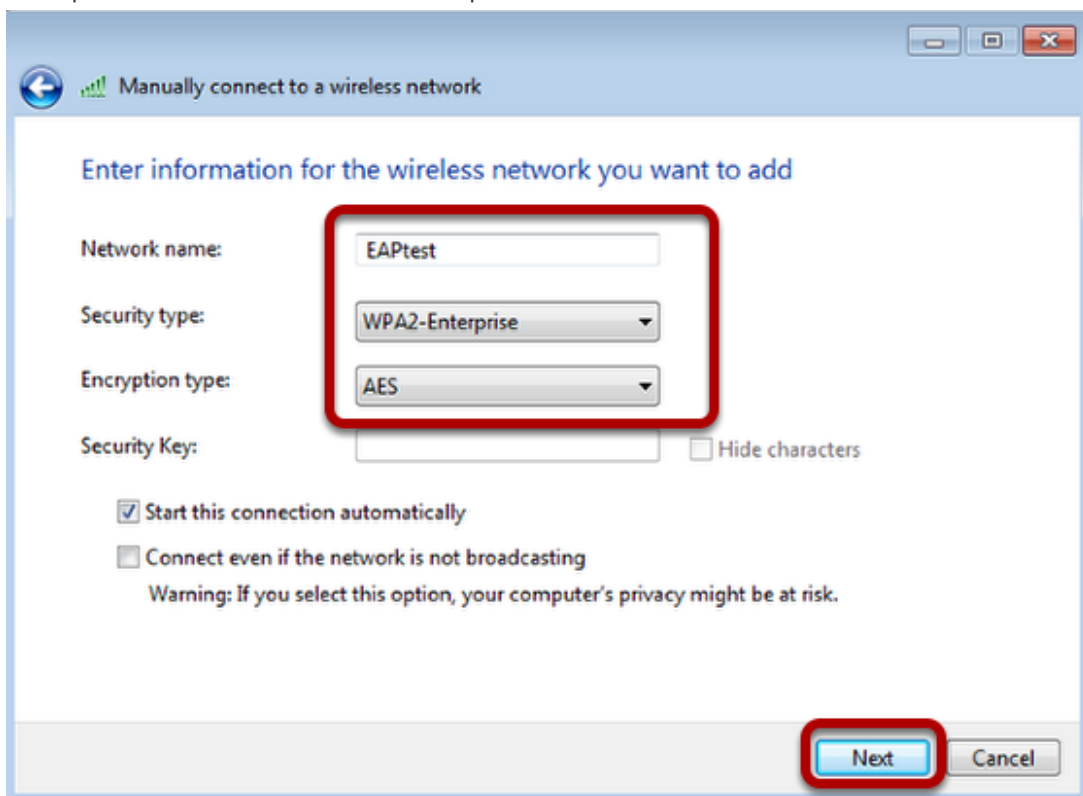 Manually connect to a wireless network
Enter information for the wireless network you want to add
Network name: EAPtest
Security type: WPA2-Enterprise
Encryption type: AES
Security Key: Hide characters
Start this connection automatically
Connect even if the network is not broadcasting
Warning: If you select this option, your computer's privacy might be at risk.
Next Cancel